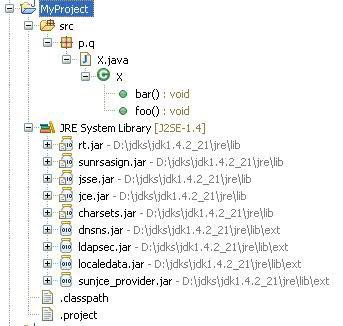 MyProject
src
p.q
X.java
X
bar() : void
foo() : void
JRE System Library [J2SE-1.4]
rt.jar - D:\jdks\jdk1.4.2_21\jre\lib
sunrsasign.jar - D:\jdks\jdk1.4.2_21\jre\lib
jsse.jar - D:\jdks\jdk1.4.2_21\jre\lib
jce.jar - D:\jdks\jdk1.4.2_21\jre\lib
charsets.jar - D:\jdks\jdk1.4.2_21\jre\lib
dnsns.jar - D:\jdks\jdk1.4.2_21\jre\lib\ext
ldapsec.jar - D:\jdks\jdk1.4.2_21\jre\lib\ext
localedata.jar - D:\jdks\jdk1.4.2_21\jre\lib\ext
sunjce_provider.jar - D:\jdks\jdk1.4.2_21\jre\lib\ext
.classpath
.project